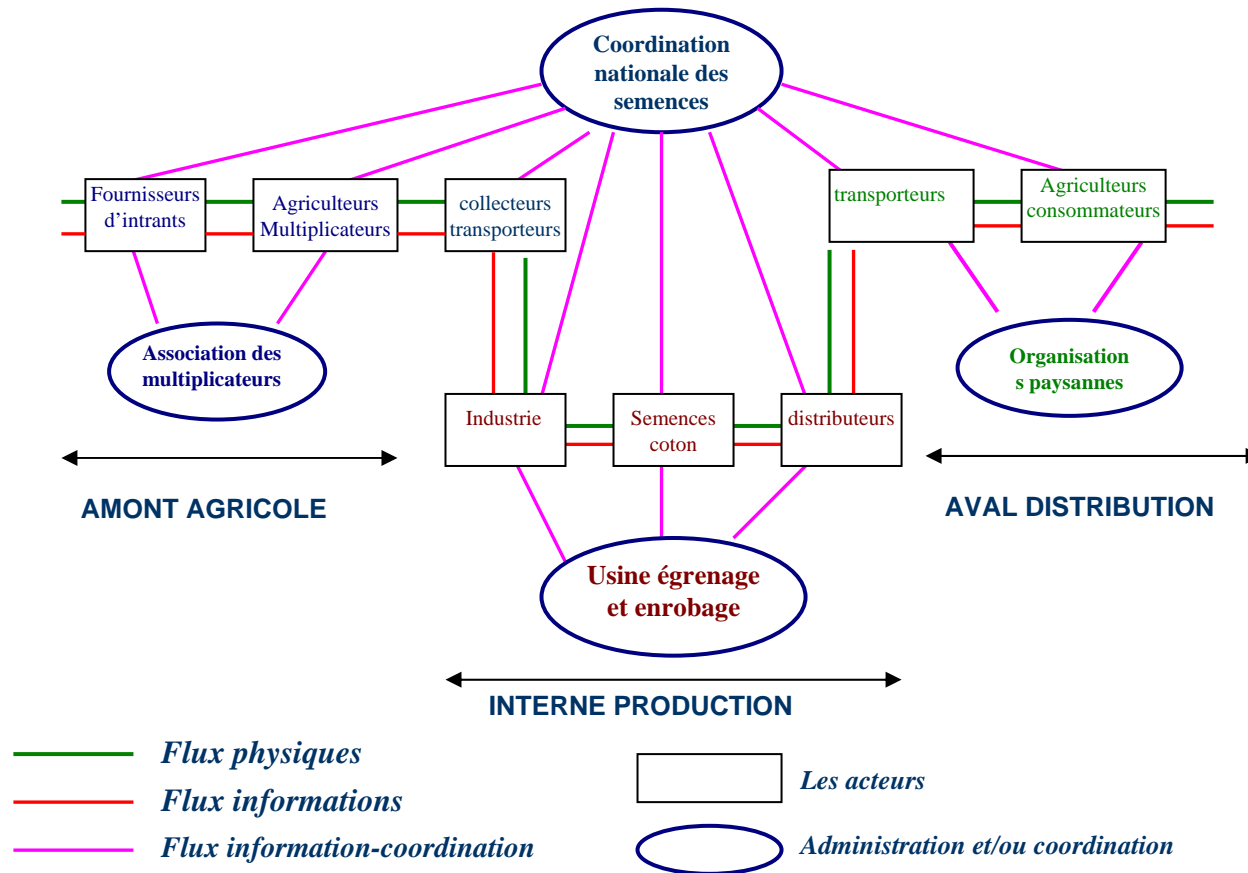 Coordination
nationale des
semences
Fournisseurs
d'intrants
Agriculteurs
Multiplicateurs
collecteurs
transporteurs
transporteurs
Agriculteurs
consommateurs
Association des
multiplicateurs
Organisation
s paysannes
Industrie
Semences
coton
distributeurs
AMONT AGRICOLE
AVAL DISTRIBUTION
Usine égrenage
et enrobage
INTERNE PRODUCTION
Flux physiques
Flux informations
Flux information-coordination
Les acteurs
Administration et/ou coordination